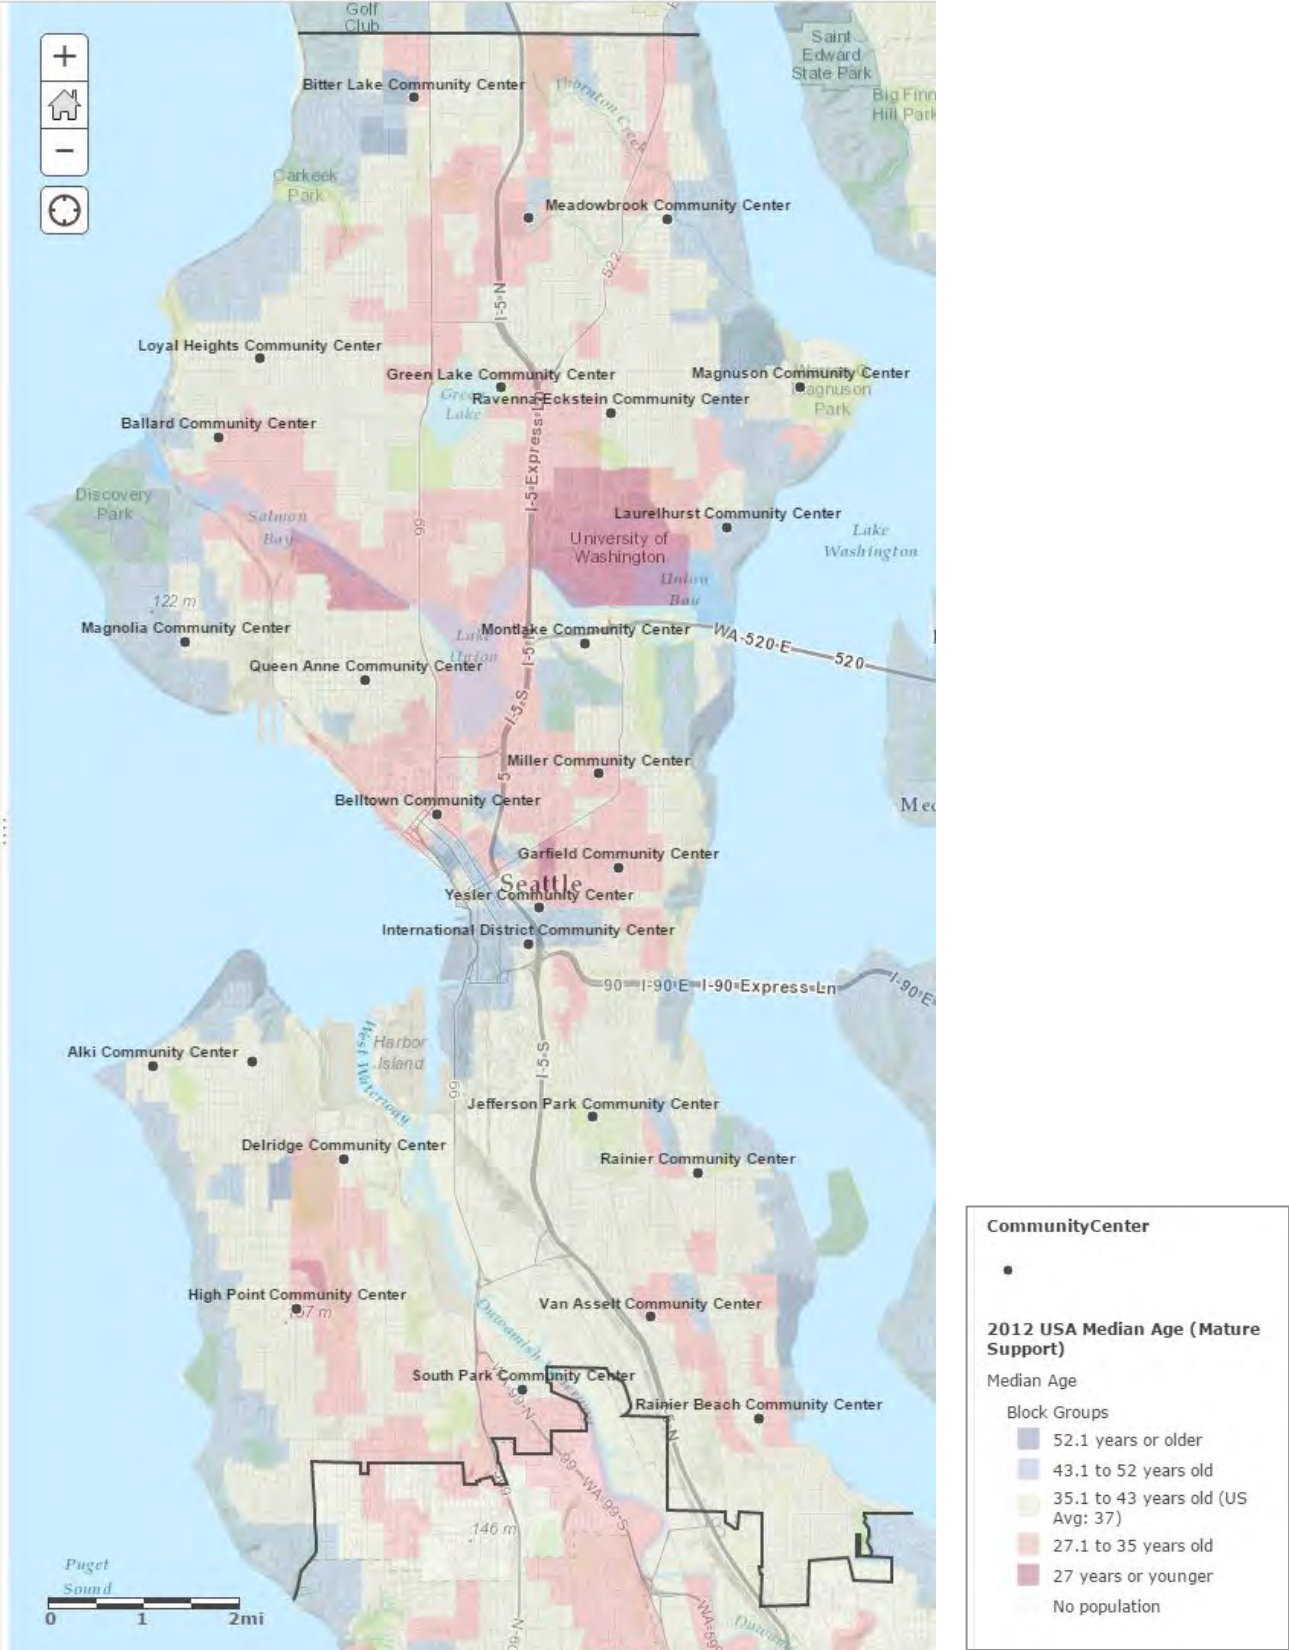 Golf
Club
Saint
Edward
State Park
+
Bitter Lake Community Center
Thornton Creek
Big Finn
Hill Park
−
Carkeek
Park
Meadowbrook Community Center
522
I-5 N
Loyal Heights Community Center
Green Lake Community Center
Magnuson Community Center
Green
Lake
Ravenna-Eckstein Community Center
Magnuson
Park
Ballard Community Center
I-5 Express Ln
Discovery
Park
Salmon
Bay
99
Laurelhurst Community Center
University of
Washington
Lake
Washington
Union
Bay
122 m
Magnolia Community Center
Lake
Union
Montlake Community Center
I-5 N
WA-520-E
520
Queen Anne Community Center
I-5-S
5
Miller Community Center
Belltown Community Center
Med
Garfield Community Center
Seattle
Yesler Community Center
International District Community Center
90
I-90 E
I-90 Express Ln
I-90 E
Alki Community Center
West Waterway
Harbor
Island
I-5-S
99
Jefferson Park Community Center
Delridge Community Center
Rainier Community Center
High Point Community Center
157 m
Van Asselt Community Center
Duwamish Waterway
South Park Community Center
WA-99-N
Rainier Beach Community Center
99
WA-99-S
146 m
Puget
Sound
0 1 2mi
WA-599
Duwam
CommunityCenter
2012 USA Median Age (Mature
Support)
Median Age
Block Groups
52.1 years or older
43.1 to 52 years old
35.1 to 43 years old (US
Avg: 37)
27.1 to 35 years old
27 years or younger
No population